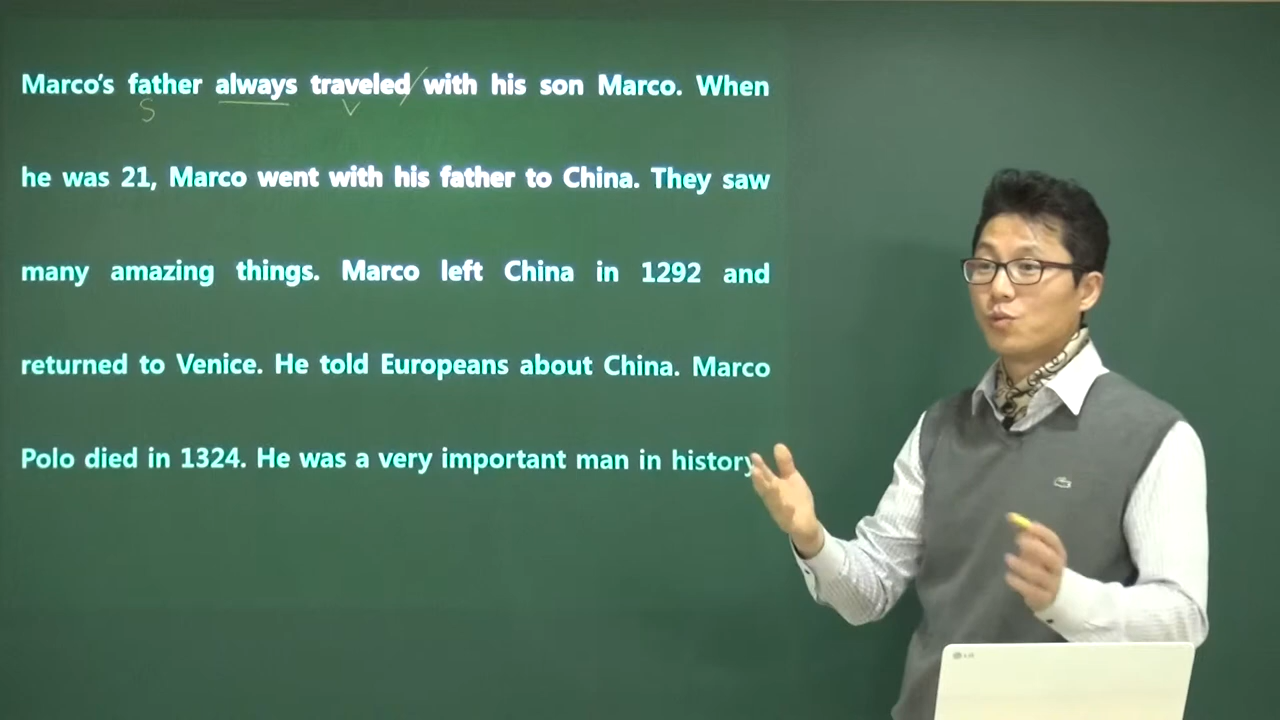 Marco's father always traveled with his son Marco. When
S V
he was 21, Marco went with his father to China. They saw
many amazing things. Marco left China in 1292 and
returned to Venice. He told Europeans about China. Marco
Polo died in 1324. He was a very important man in history.
LG